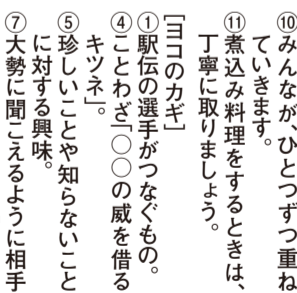 ⑩みんなが、ひとつずつ重ね
ていきます。
⑪煮込み料理をするときは、
丁寧に取りましょう。
[ヨコのカギ]
①駅伝の選手がつなぐもの。
④ことわざ「○○の威を借る
キツネ」。
⑤珍しいことや知らないこと
に対する興味。
⑦大勢に聞こえるように相手